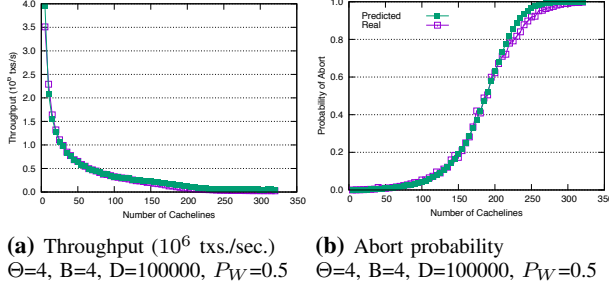 Throughput (10⁶ txs/s)
4.0
3.5
3.0
2.5
2.0
1.5
1.0
0.5
0.0
0 50 100 150 200 250 300 350
Number of Cachelines
Probability of Abort
1.0
0.8
0.6
0.4
0.2
0.0
Predicted
Real
0 50 100 150 200 250 300 350
Number of Cachelines
(a) Throughput (10⁶ txs./sec.)
Θ=4, B=4, D=100000, P_W=0.5
(b) Abort probability
Θ=4, B=4, D=100000, P_W=0.5